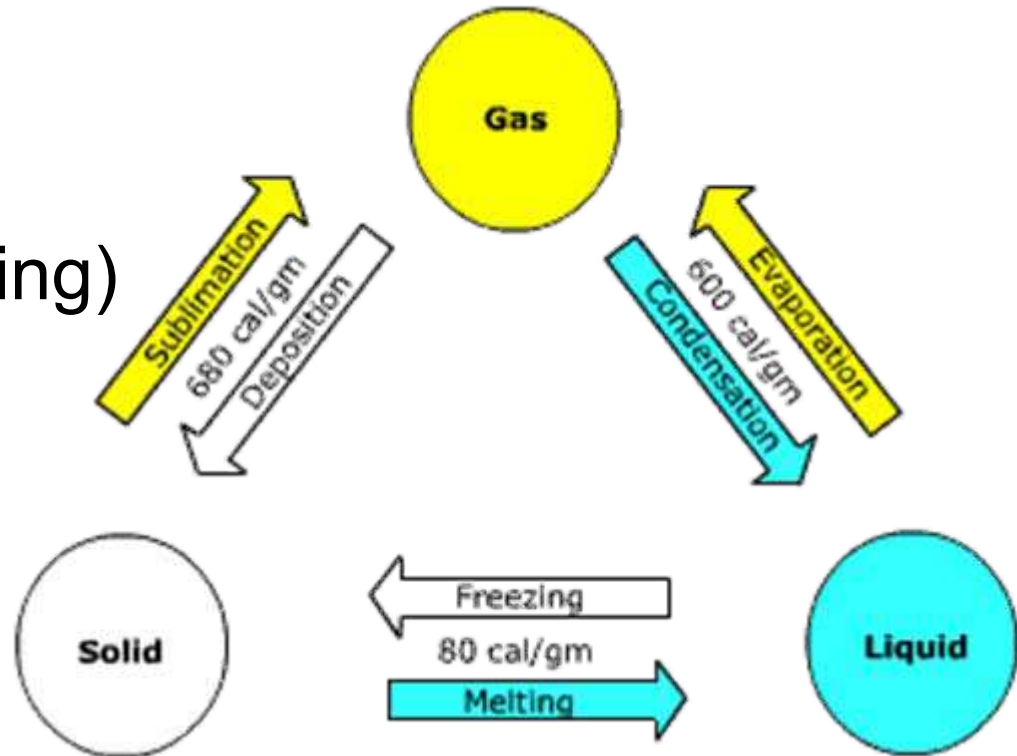 Gas
ing)
Sublimation
680 cal/gm
Deposition
Condensation
600 cal/gm
Evaporation
Solid
Freezing
80 cal/gm
Melting
Liquid